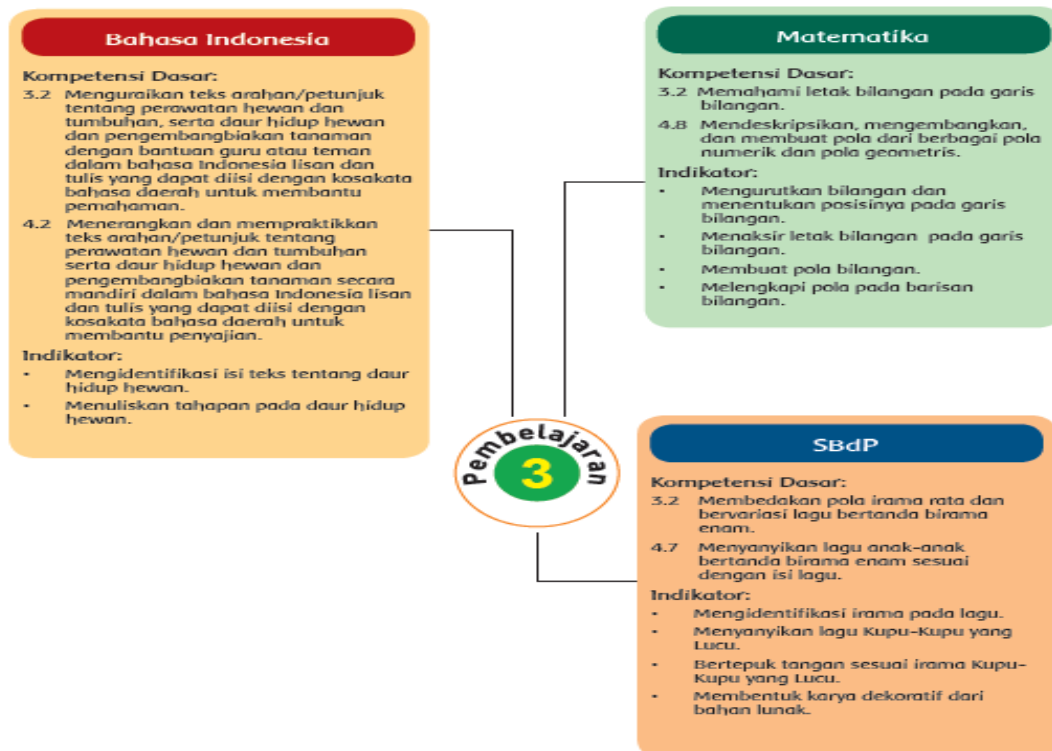 Bahasa Indonesia
Kompetensi Dasar:
3.2 Menguraikan teks arahan/petunjuk
tentang perawatan hewan dan
tumbuhan, serta daur hidup hewan
dan pengembangbiakan tanaman
dengan bantuan guru atau teman
dalam bahasa Indonesia lisan dan
tulis yang dapat diisi dengan kosakata
bahasa daerah untuk membantu
pemahaman.
4.2 Menerangkan dan mempraktikkan
teks arahan/petunjuk tentang
perawatan hewan dan tumbuhan
serta daur hidup hewan dan
pengembangbiakan tanaman secara
mandiri dalam bahasa Indonesia lisan
dan tulis yang dapat diisi dengan
kosakata bahasa daerah untuk
membantu penyajian.
Indikator:
• Mengidentifikasi isi teks tentang daur
hidup hewan.
• Menuliskan tahapan pada daur hidup
hewan.
Matematika
Kompetensi Dasar:
3.2 Memahami letak bilangan pada garis
bilangan.
4.8 Mendeskripsikan, mengembangkan,
dan membuat pola dari berbagai pola
numerik dan pola geometris.
Indikator:
• Mengurutkan bilangan dan
menentukan posisinya pada garis
bilangan.
• Menaksir letak bilangan pada garis
bilangan.
• Membuat pola bilangan.
• Melengkapi pola pada barisan
bilangan.
Pembelajaran
3
SBdP
Kompetensi Dasar:
3.2 Membedakan pola irama rata dan
bervariasi lagu bertanda birama
enam.
4.7 Menyanyikan lagu anak-anak
bertanda birama enam sesuai
dengan isi lagu.
Indikator:
• Mengidentifikasi irama pada lagu.
• Menyanyikan lagu Kupu-Kupu yang
Lucu.
• Bertepuk tangan sesuai irama Kupu-
Kupu yang Lucu.
• Membentuk karya dekoratif dari
bahan lunak.